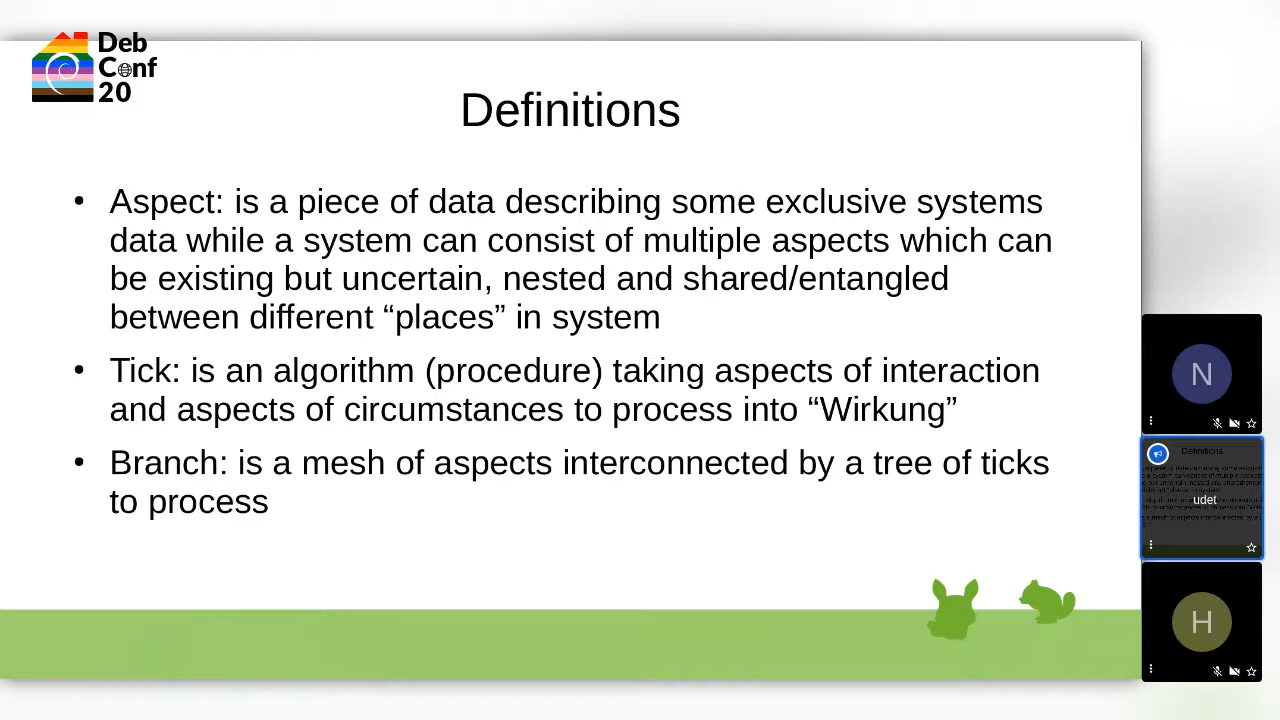 Deb
Conf
20
Definitions
• Aspect: is a piece of data describing some exclusive systems
data while a system can consist of multiple aspects which can
be existing but uncertain, nested and shared/entangled
between different “places” in system
• Tick: is an algorithm (procedure) taking aspects of interaction
and aspects of circumstances to process into “Wirkung”
• Branch: is a mesh of aspects interconnected by a tree of ticks
to process
N
Definitions
udet
H